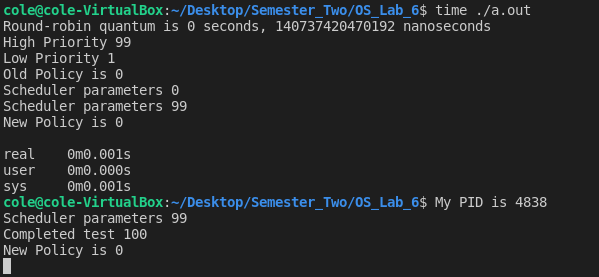 cole@cole-VirtualBox:~/Desktop/Semester_Two/OS_Lab_6$ time ./a.out
Round-robin quantum is 0 seconds, 140737420470192 nanoseconds
High Priority 99
Low Priority 1
Old Policy is 0
Scheduler parameters 0
Scheduler parameters 99
New Policy is 0

real    0m0.001s
user    0m0.000s
sys     0m0.001s
cole@cole-VirtualBox:~/Desktop/Semester_Two/OS_Lab_6$ My PID is 4838
Scheduler parameters 99
Completed test 100
New Policy is 0